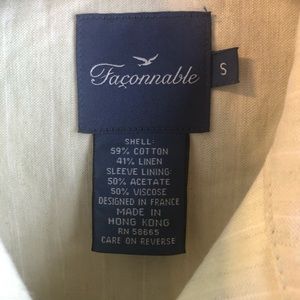 Façonnable
S
SHELL:
59% COTTON
41% LINEN
SLEEVE LINING:
50% ACETATE
50% VISCOSE
DESIGNED IN FRANCE
MADE IN
HONG KONG
RN 58665
CARE ON REVERSE